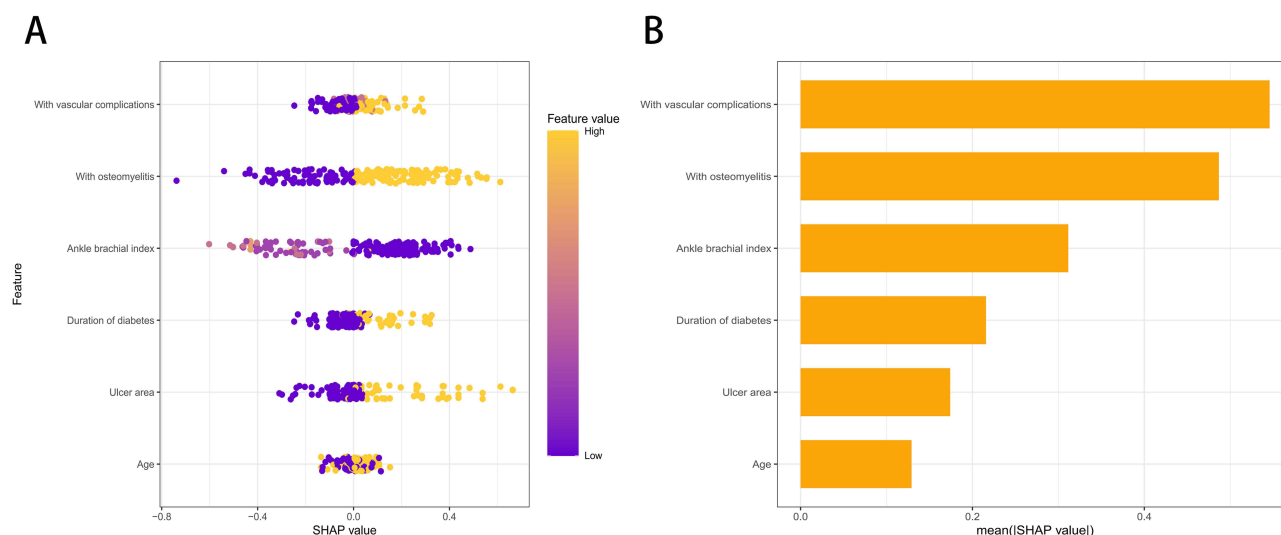 A
Feature
With vascular complications
With osteomyelitis
Ankle brachial index
Duration of diabetes
Ulcer area
Age
−0.8 −0.4 0.0 0.4
SHAP value
Feature value
High
Low
B
With vascular complications
With osteomyelitis
Ankle brachial index
Duration of diabetes
Ulcer area
Age
Feature
0.0 0.2 0.4
mean(|SHAP value|)